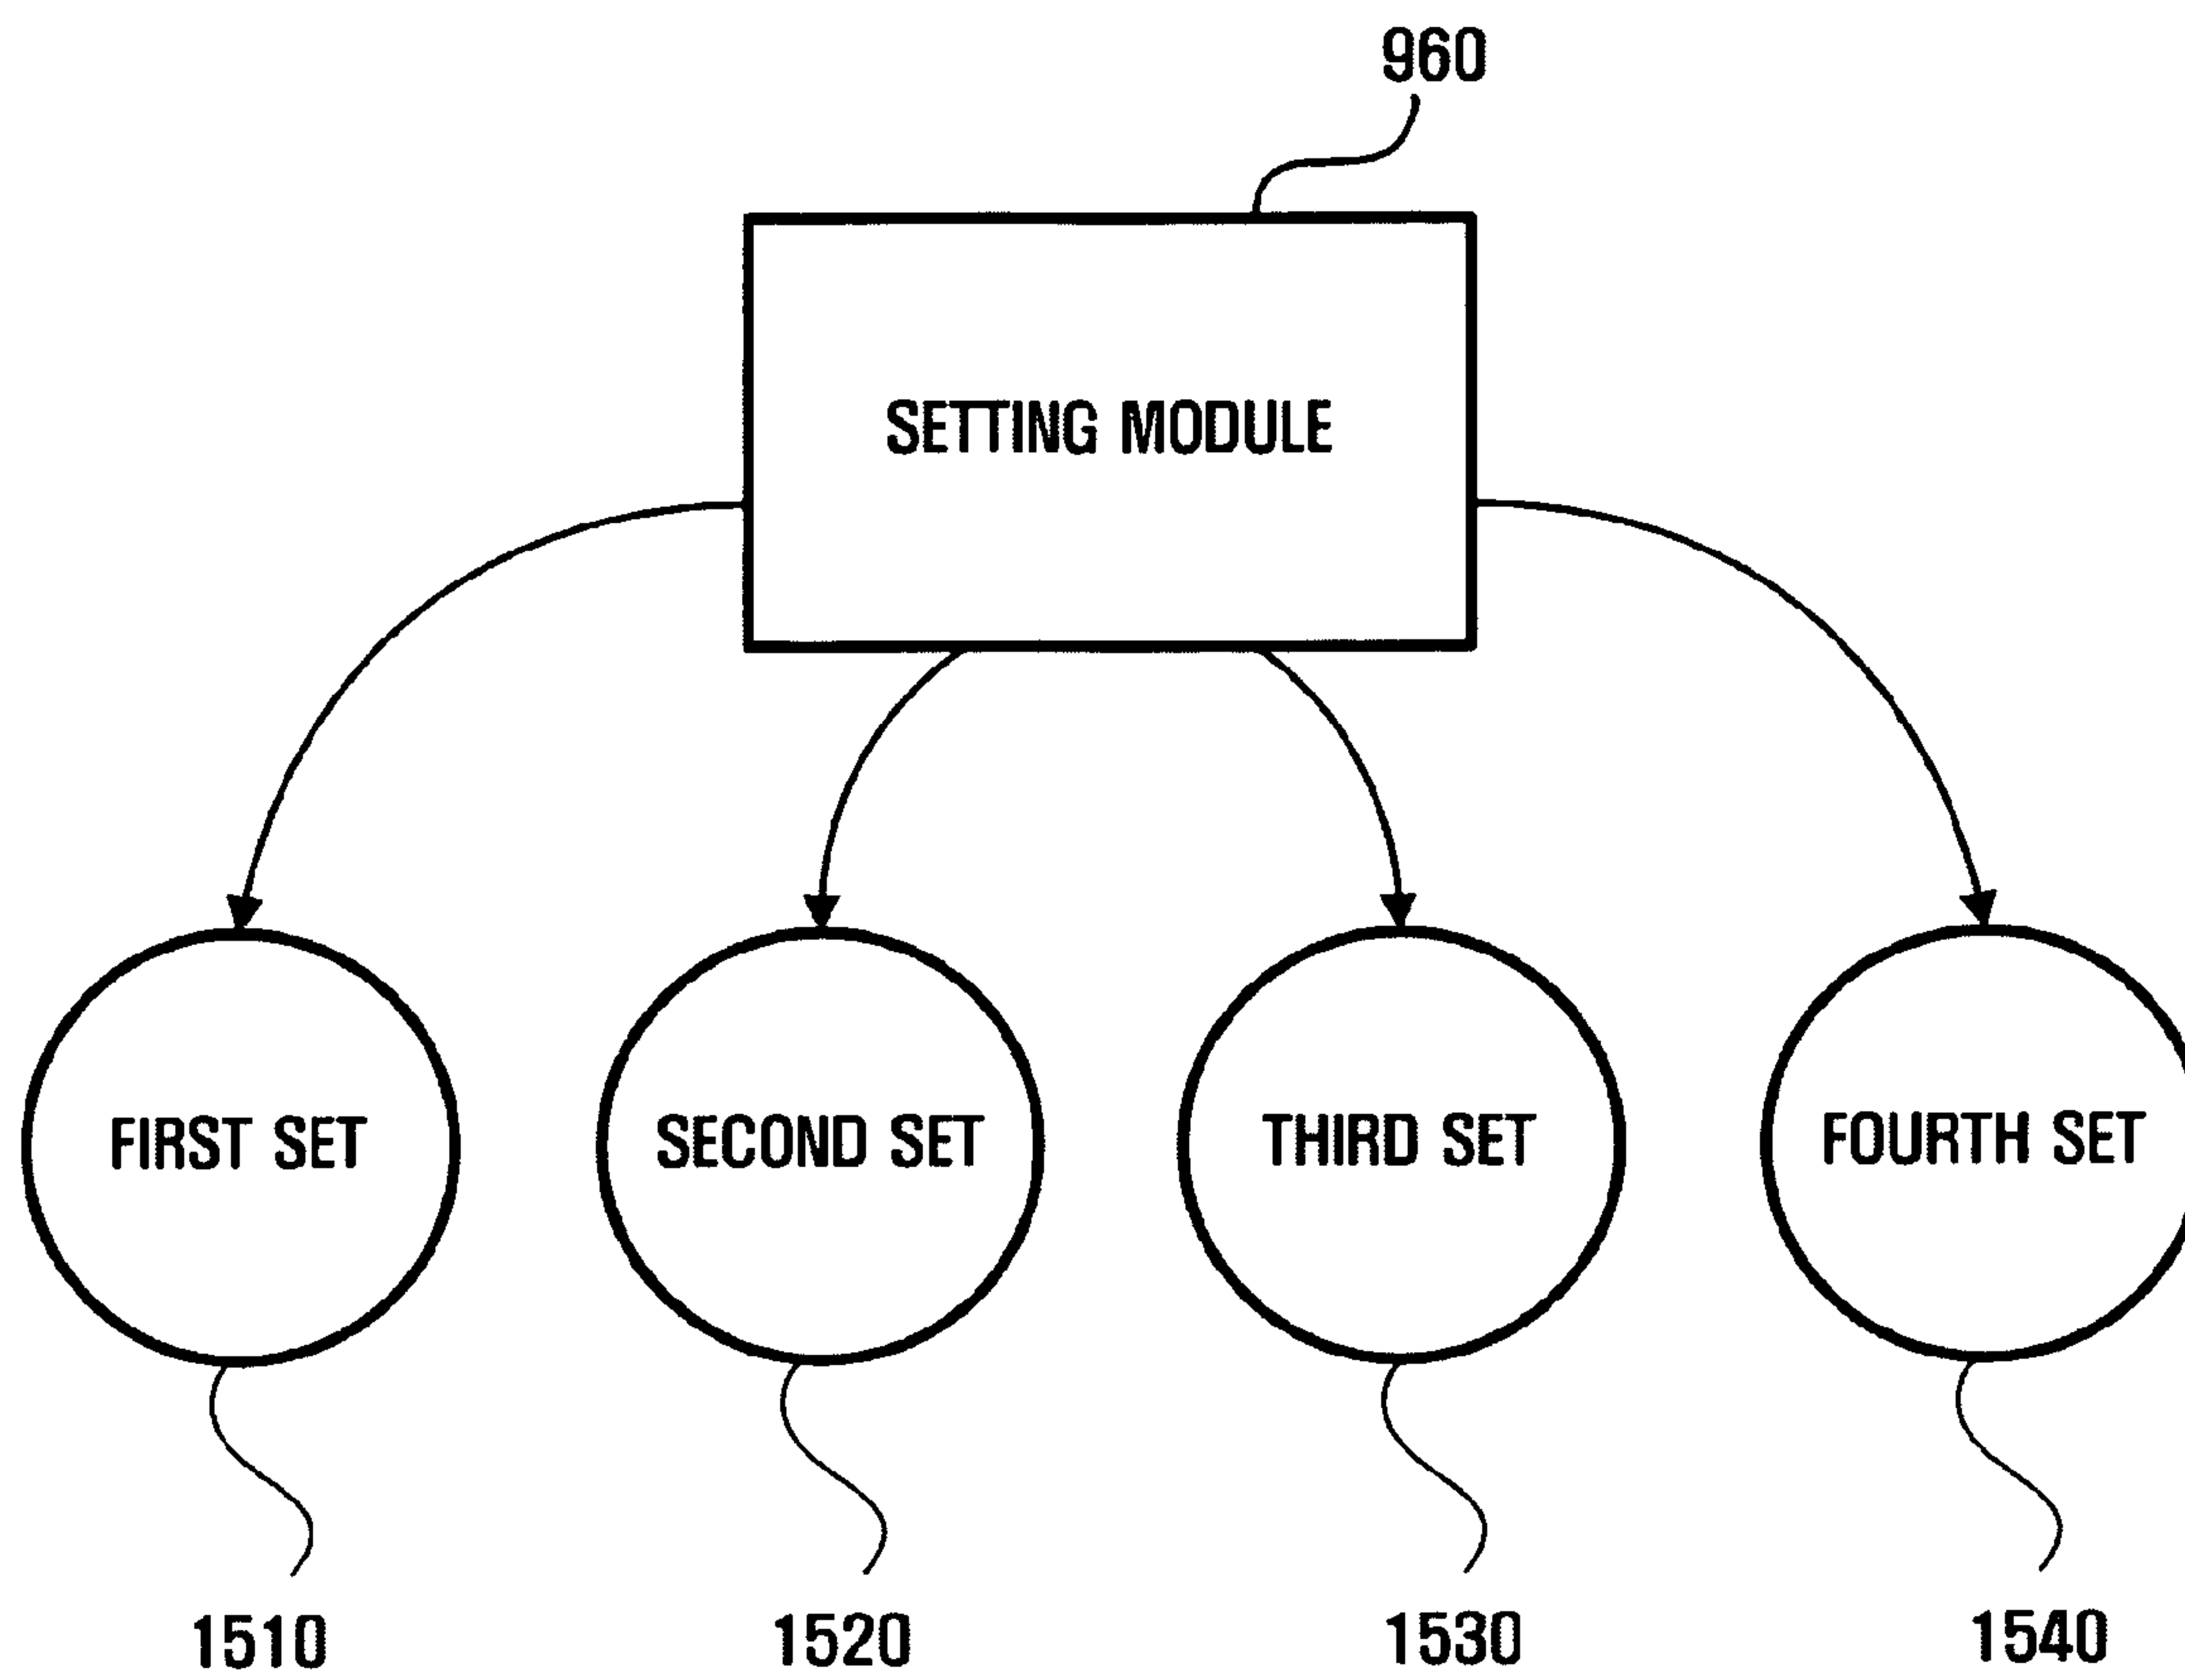 960
SETTING MODULE
FIRST SET
SECOND SET
THIRD SET
FOURTH SET
1510
1520
1530
1540